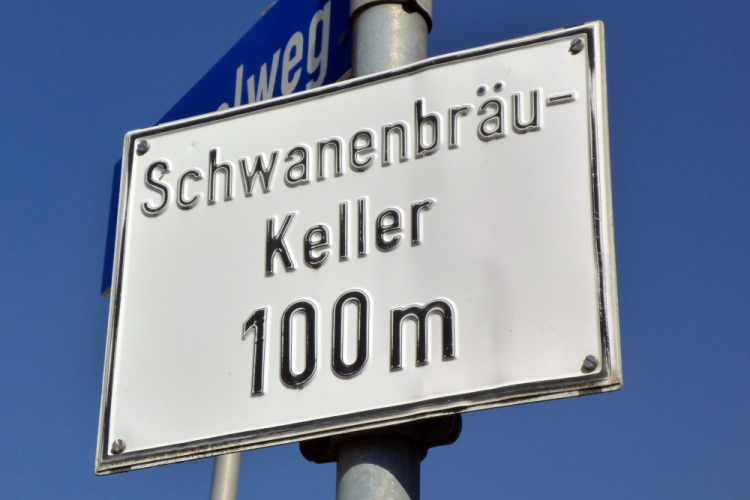 Schwanenbräu-
Keller
100 m